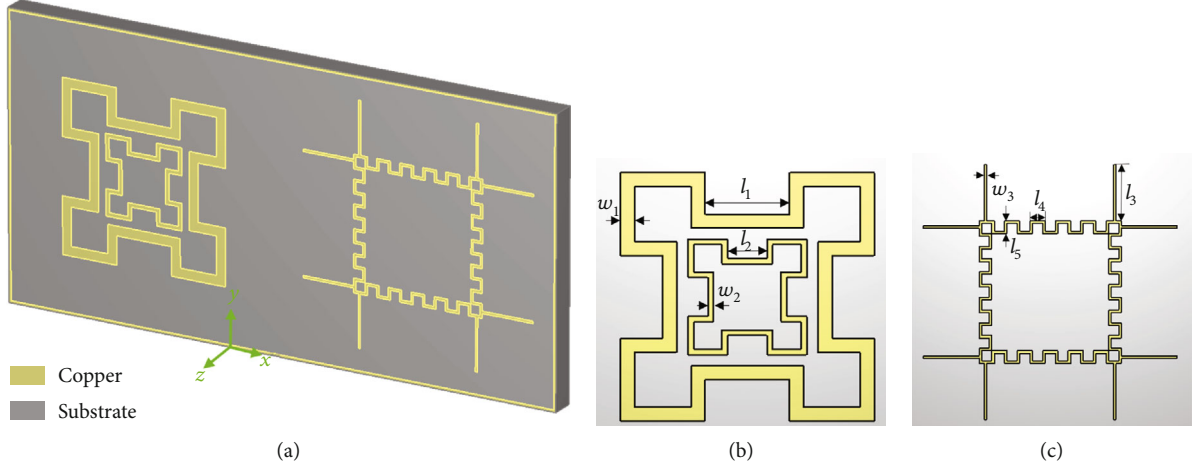 y
z
x
Copper
Substrate
(a)
l1
w1
l2
w2
(b)
w3
l4
l3
l5
(c)